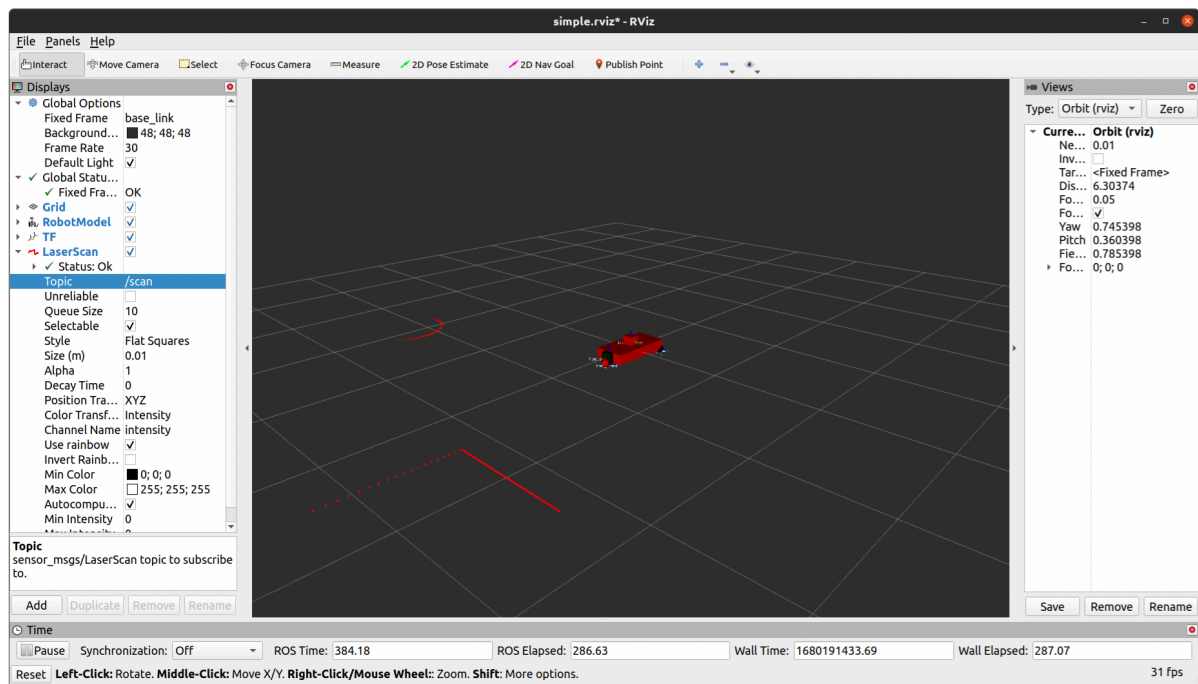 simple.rviz* - RViz
File Panels Help
Interact Move Camera Select Focus Camera Measure 2D Pose Estimate 2D Nav Goal Publish Point
Displays
Global Options
Fixed Frame base_link
Background... 48; 48; 48
Frame Rate 30
Default Light
Global Statu...
Fixed Fra... OK
Grid
RobotModel
TF
LaserScan
Status: Ok
Topic /scan
Unreliable
Queue Size 10
Selectable
Style Flat Squares
Size (m) 0.01
Alpha 1
Decay Time 0
Position Tra... XYZ
Color Transf... Intensity
Channel Name intensity
Use rainbow
Invert Rainb...
Min Color 0; 0; 0
Max Color 255; 255; 255
Autocompu...
Min Intensity 0
Topic
sensor_msgs/LaserScan topic to subscribe
to.
Add Duplicate Remove Rename
Views
Type: Orbit (rviz) Zero
Curre... Orbit (rviz)
Ne... 0.01
Inv...
Tar... <Fixed Frame>
Dis... 6.30374
Fo... 0.05
Fo...
Yaw 0.745398
Pitch 0.360398
Fie... 0.785398
Fo... 0; 0; 0
Save Remove Rename
Time
Pause Synchronization: Off ROS Time: 384.18 ROS Elapsed: 286.63 Wall Time: 1680191433.69 Wall Elapsed: 287.07
Reset Left-Click: Rotate. Middle-Click: Move X/Y. Right-Click/Mouse Wheel:: Zoom. Shift: More options. 31 fps